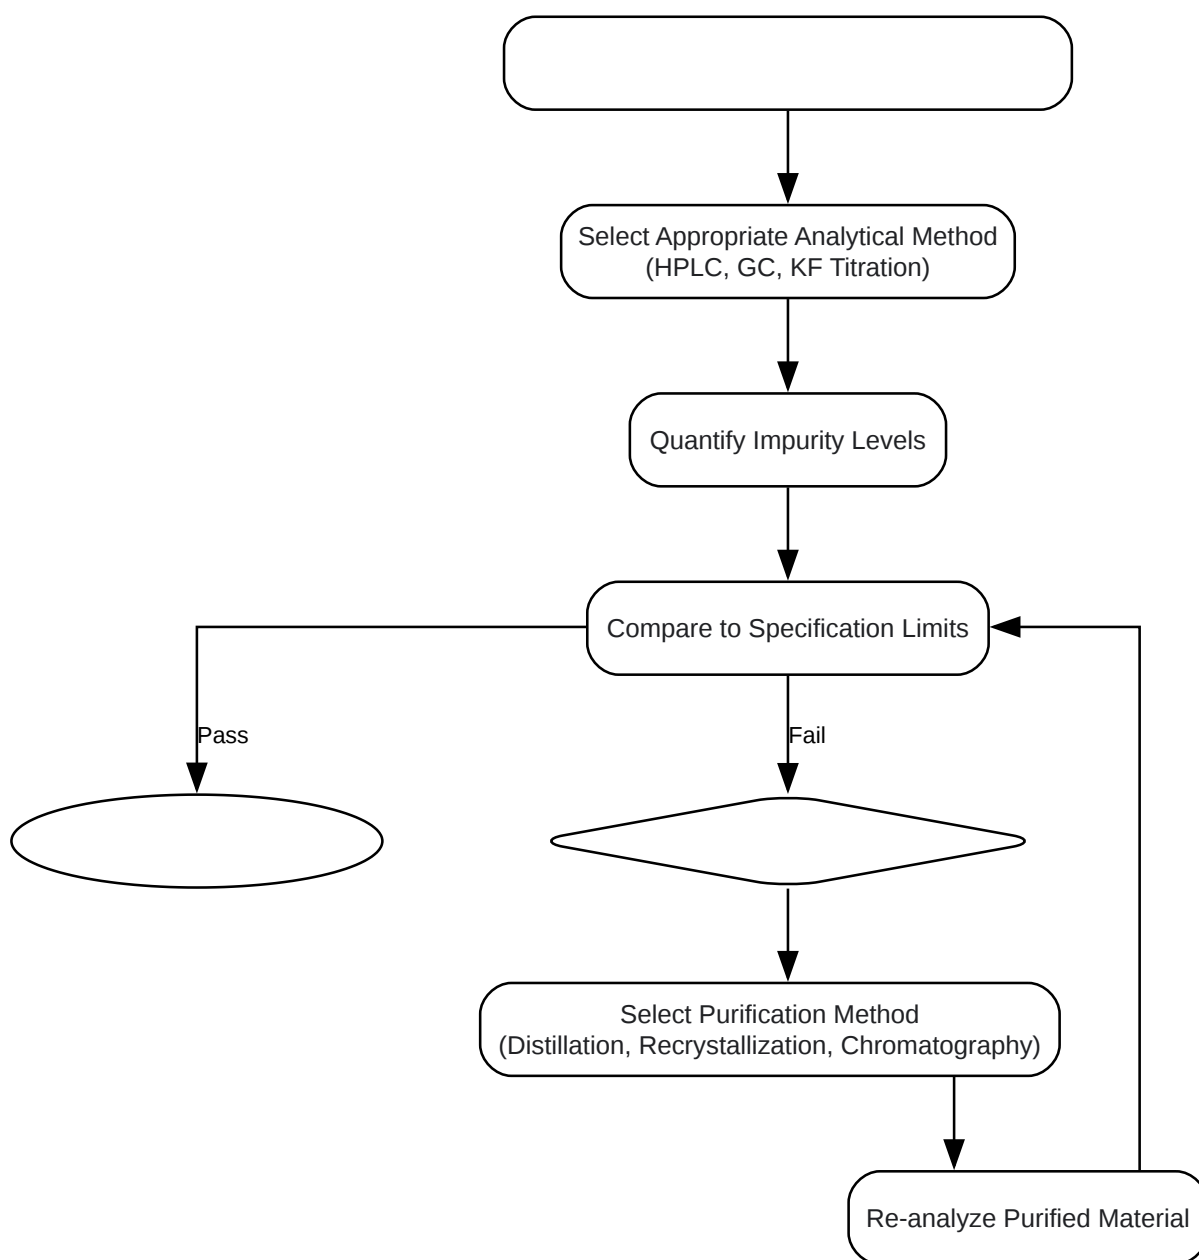 Select Appropriate Analytical Method
(HPLC, GC, KF Titration)
Quantify Impurity Levels
Compare to Specification Limits
Pass
Fail
Select Purification Method
(Distillation, Recrystallization, Chromatography)
Re-analyze Purified Material